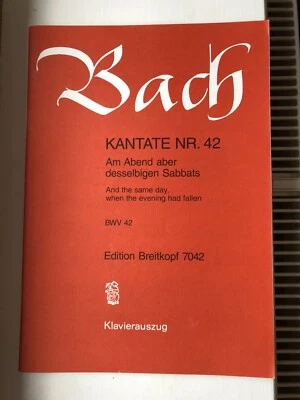 Bach
KANTATE NR. 42
Am Abend aber
desselbigen Sabbats
And the same day,
when the evening had fallen
BWV 42
Edition Breitkopf 7042
Klavierauszug